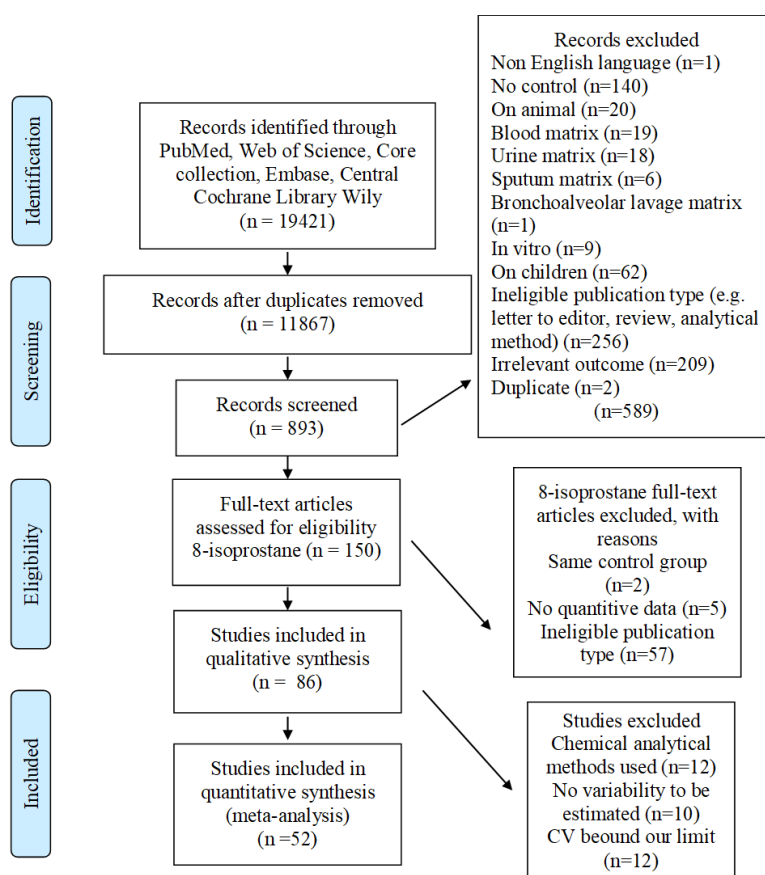 Identification
Records identified through
PubMed, Web of Science, Core
collection, Embase, Central
Cochrane Library Wily
(n = 19421)
Records excluded
Non English language (n=1)
No control (n=140)
On animal (n=20)
Blood matrix (n=19)
Urine matrix (n=18)
Sputum matrix (n=6)
Bronchoalveolar lavage matrix
(n=1)
In vitro (n=9)
On children (n=62)
Ineligible publication type (e.g.
letter to editor, review, analytical
method) (n=256)
Irrelevant outcome (n=209)
Duplicate (n=2)
(n=589)
Screening
Records after duplicates removed
(n = 11867)
Records screened
(n = 893)
Eligibility
Full-text articles
assessed for eligibility
8-isoprostane (n = 150)
8-isoprostane full-text
articles excluded, with
reasons
Same control group
(n=2)
No quantitive data (n=5)
Ineligible publication
type (n=57)
Studies included in
qualitative synthesis
(n = 86)
Included
Studies included in
quantitative synthesis
(meta-analysis)
(n =52)
Studies excluded
Chemical analytical
methods used (n=12)
No variability to be
estimated (n=10)
CV beound our limit
(n=12)